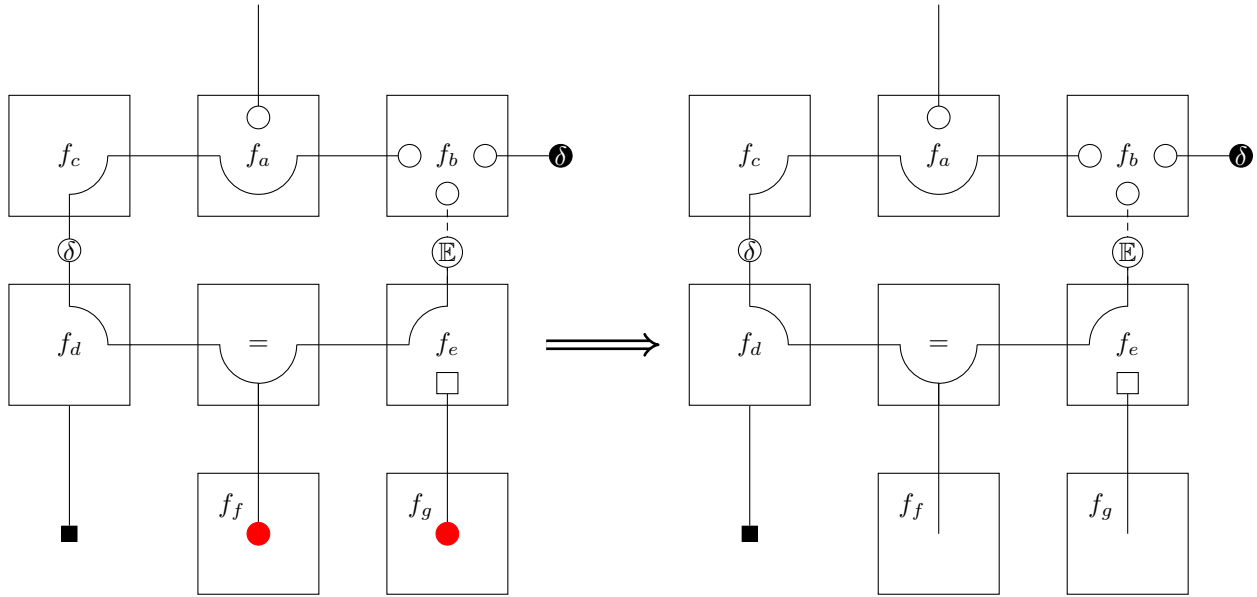 f_c f_a f_b δ f_c f_a f_b δ
δ 𝔼 δ 𝔼
f_d = f_e f_d = f_e
f_f f_g f_f f_g